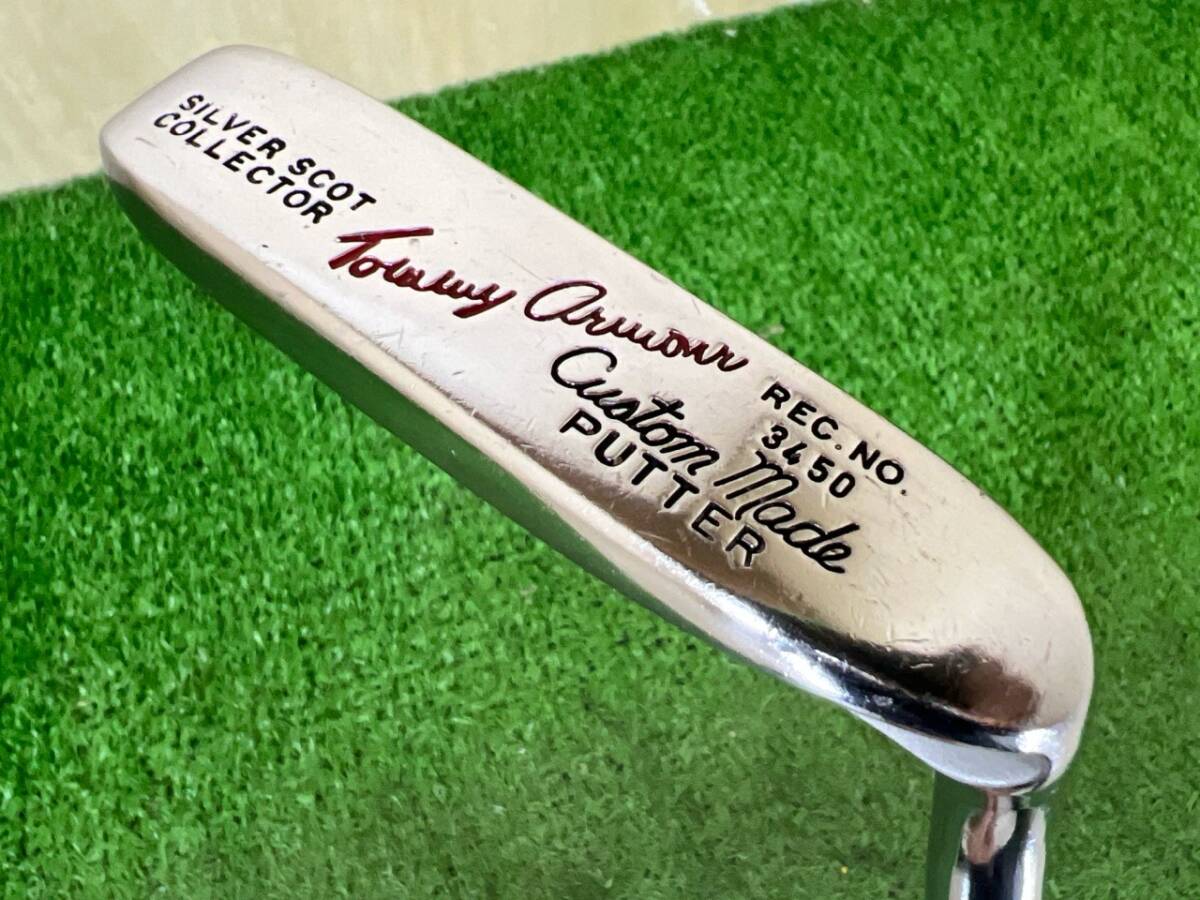 SILVER SCOT
COLLECTOR
Tommy Armour
Custom Made
PUTTER
REC. NO.
3450